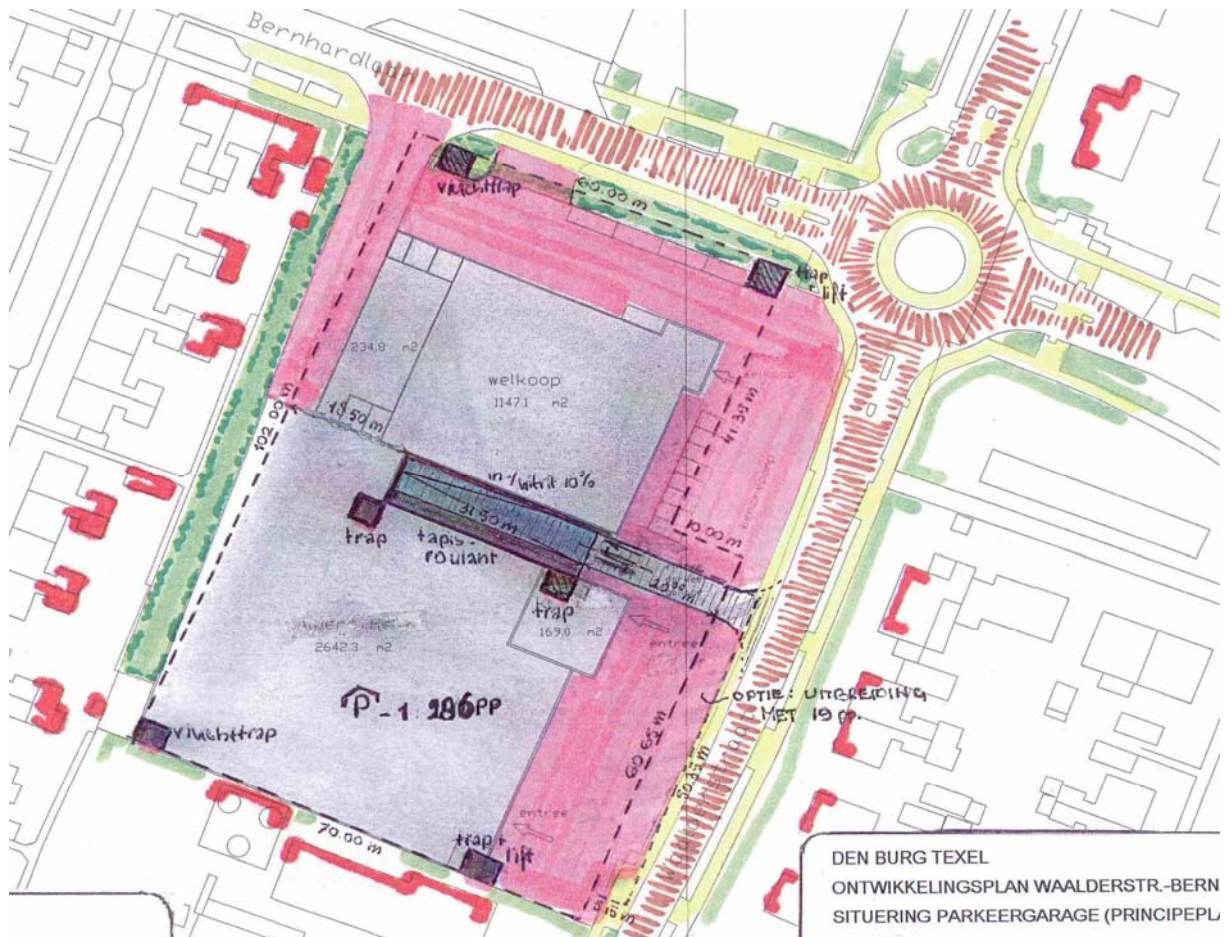 Bernhardlaan
vluchttrap
60.00 m
trap
+ lift
234.8 m2
welkoop
1147.1 m2
102.00 m
18.50 m
41.35 m
in-/uitrit 10%
31.50 m
10.00 m
trap
tapis-
roulant
trap
169.0 m2
entree
2642.3 m2
OPTIE: UITBREIDING
MET 19 pp.
P -1
60.65 m
vluchttrap
entree
70.00 m
trap +
lift
DEN BURG TEXEL
ONTWIKKELINGSPLAN WAALDERSTR.-BERN
SITUERING PARKEERGARAGE (PRINCIPEPLA